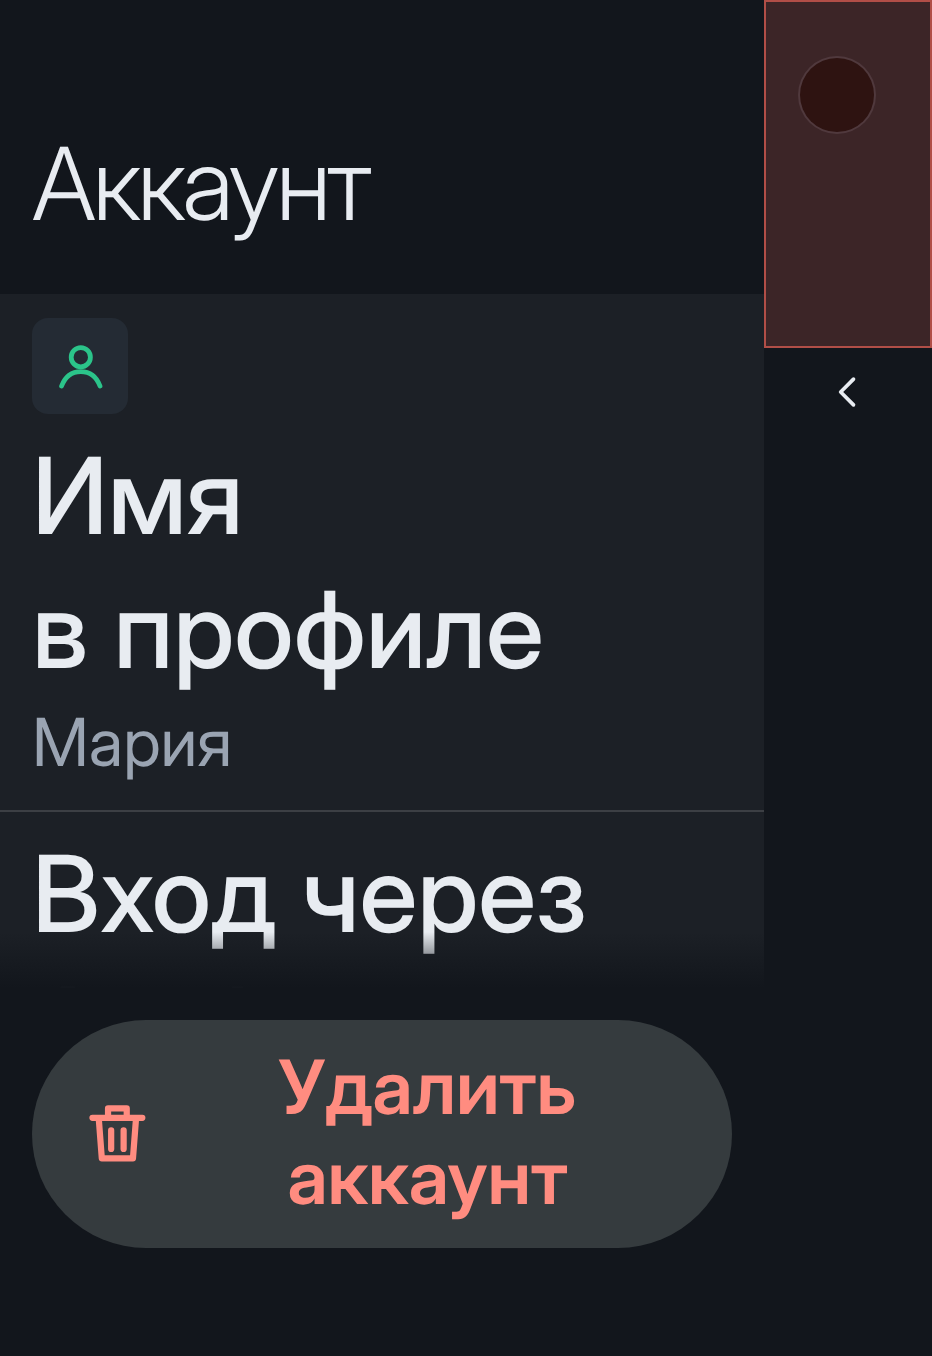 Аккаунт
Имя
в профиле
Мария
Вход через
Удалить
аккаунт